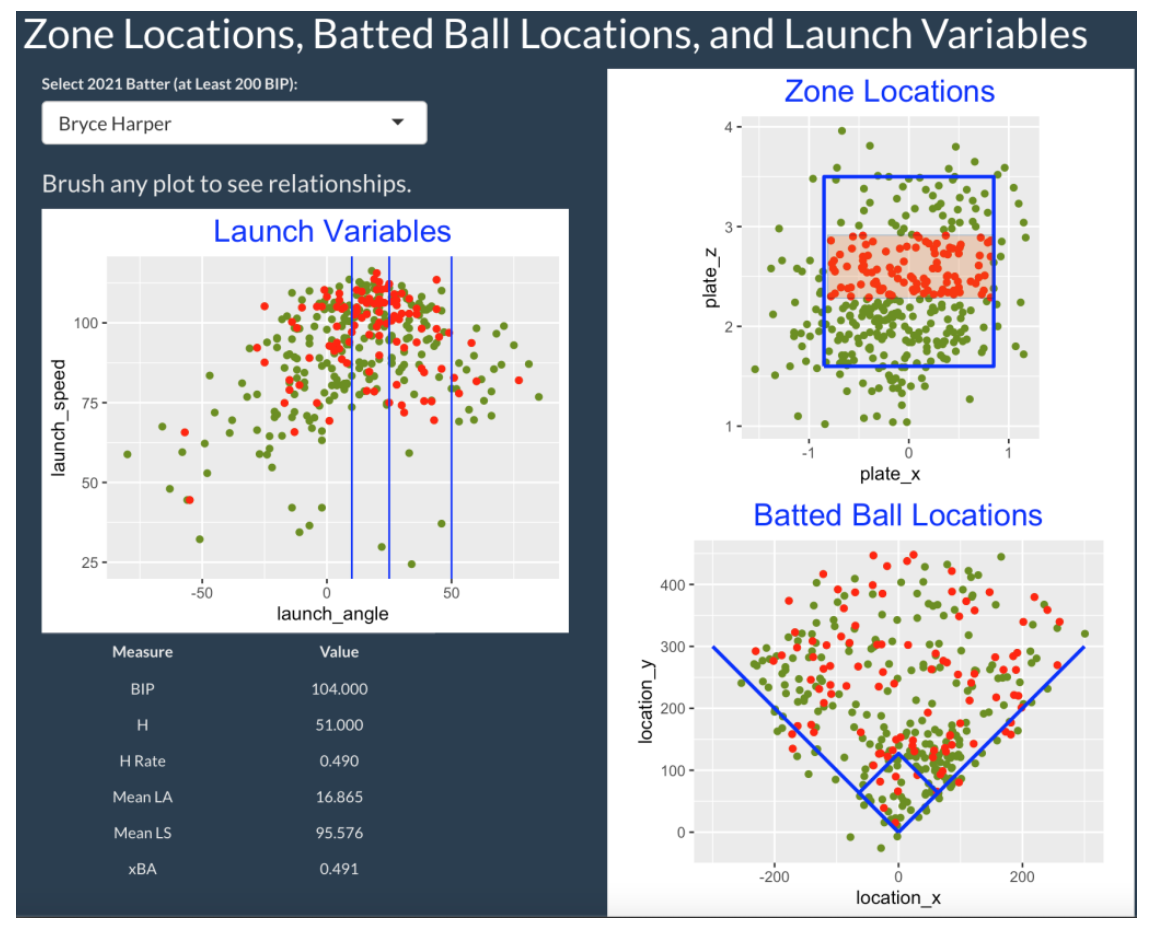 Zone Locations, Batted Ball Locations, and Launch Variables
Select 2021 Batter (at Least 200 BIP):
Bryce Harper
Brush any plot to see relationships.
Launch Variables
launch_speed
100
75
50
25
-50 0 50
launch_angle
Measure Value
BIP 104.000
H 51.000
H Rate 0.490
Mean LA 16.865
Mean LS 95.576
xBA 0.491
Zone Locations
plate_z
4
3
2
1
-1 0 1
plate_x
Batted Ball Locations
location_y
400
300
200
100
0
-200 0 200
location_x